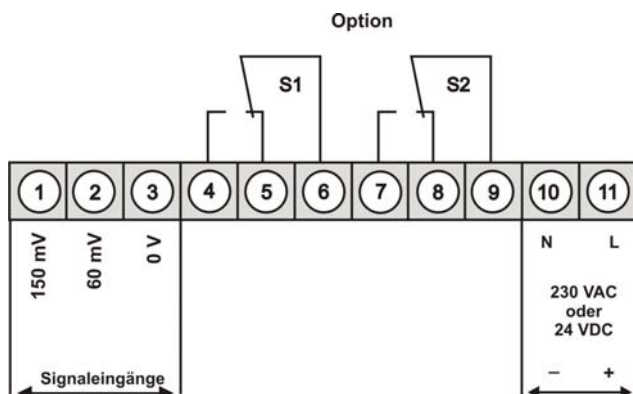 Option
S1 S2
1 2 3 4 5 6 7 8 9 10 11
150 mV
60 mV
0 V
N L
230 VAC
oder
24 VDC
– +
Signaleingänge